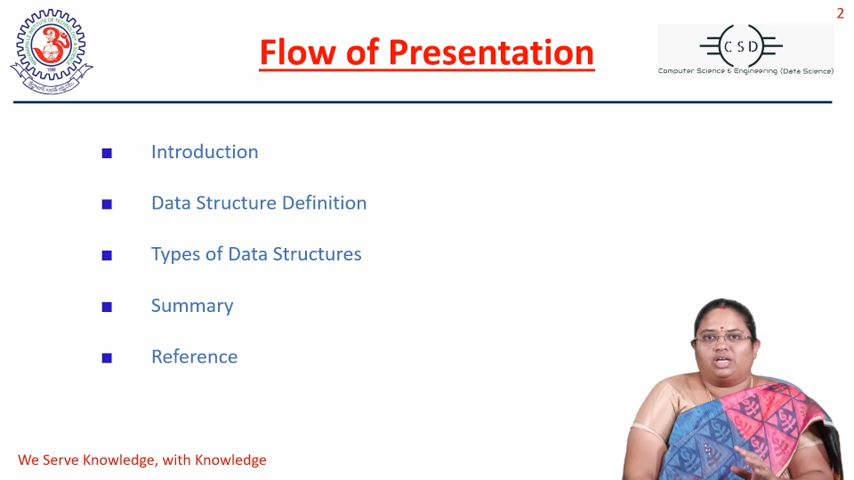 2
Flow of Presentation
CSD
Computer Science & Engineering (Data Science)
Introduction
Data Structure Definition
Types of Data Structures
Summary
Reference
We Serve Knowledge, with Knowledge